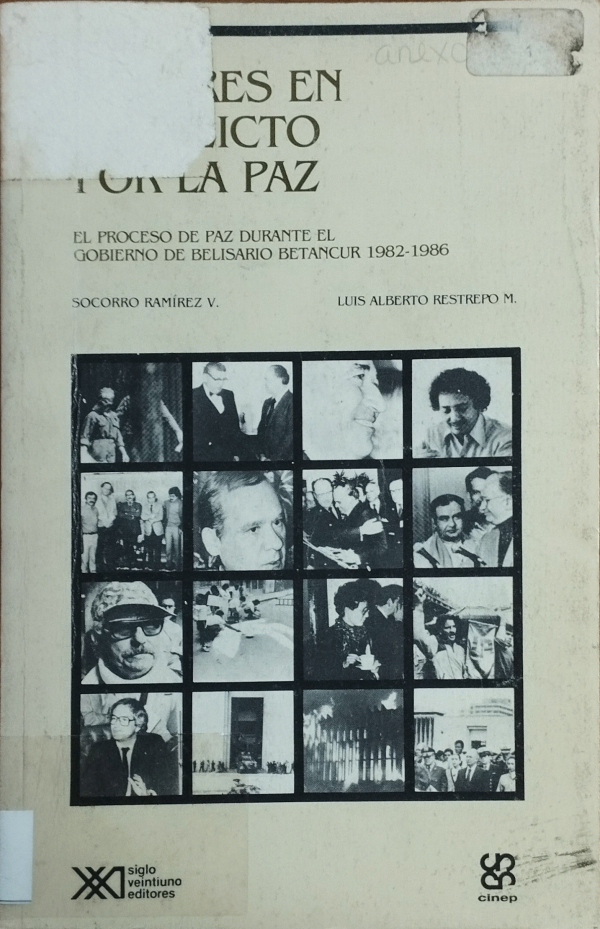 anexo
RES EN
LICTO
POR LA PAZ
EL PROCESO DE PAZ DURANTE EL
GOBIERNO DE BELISARIO BETANCUR 1982-1986
SOCORRO RAMÍREZ V.
LUIS ALBERTO RESTREPO M.
siglo
veintiuno
editores
cinep